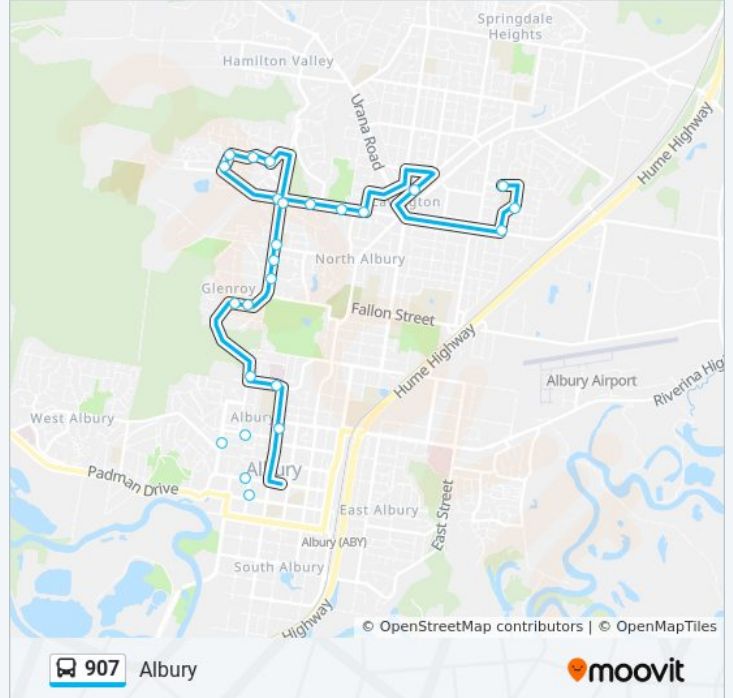 Springdale
Heights
Hamilton Valley
Urana Road
Hume Highway
North Albury
Glenroy
Fallon Street
Hume Highway
Albury Airport
Riverina Hig
West Albury
Albury
Albury
Padman Drive
East Albury
East Street
Albury (ABY)
South Albury
Highway
© OpenStreetMap contributors | © OpenMapTiles
907 Albury
moovit